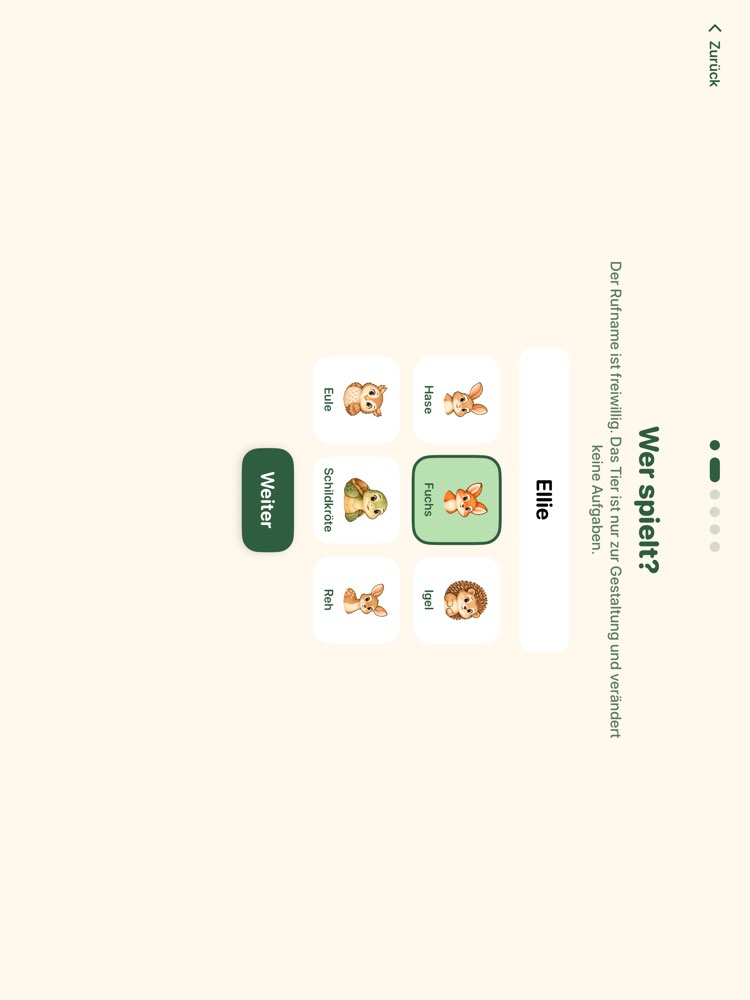 Zurück
Wer spielt?
Der Rufname ist freiwillig. Das Tier ist nur zur Gestaltung und verändert
keine Aufgaben.
Ellie
Hase
Fuchs
Igel
Eule
Schildkröte
Reh
Weiter